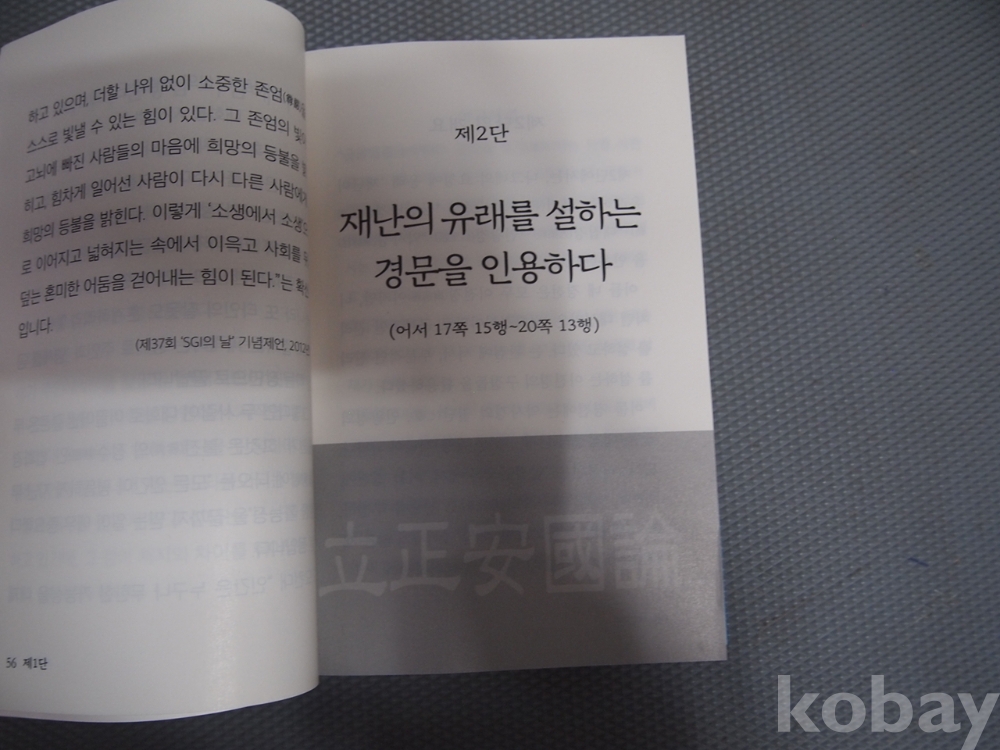 하고 있으며, 더할 나위 없이 소중한 존엄(尊嚴)을
스스로 빛낼 수 있는 힘이 있다. 그 존엄의
고뇌에 빠진 사람들의 마음에 희망의 등불을
히고, 힘차게 일어선 사람이 다시 다른 사람에게
희망의 등불을 밝힌다. 이렇게 '소생에서
로 이어지고 넓혀지는 속에서 이윽고 사회를
덮는 혼미한 어둠을 걷어내는 힘이 된다."는
입니다.
(제37회 'SGI의 날' 기념제언, 2012
56 제1단
제2단
재난의 유래를 설하는
경문을 인용하다
(어서 17쪽 15행~20쪽 13행)
立正安國論
kobay